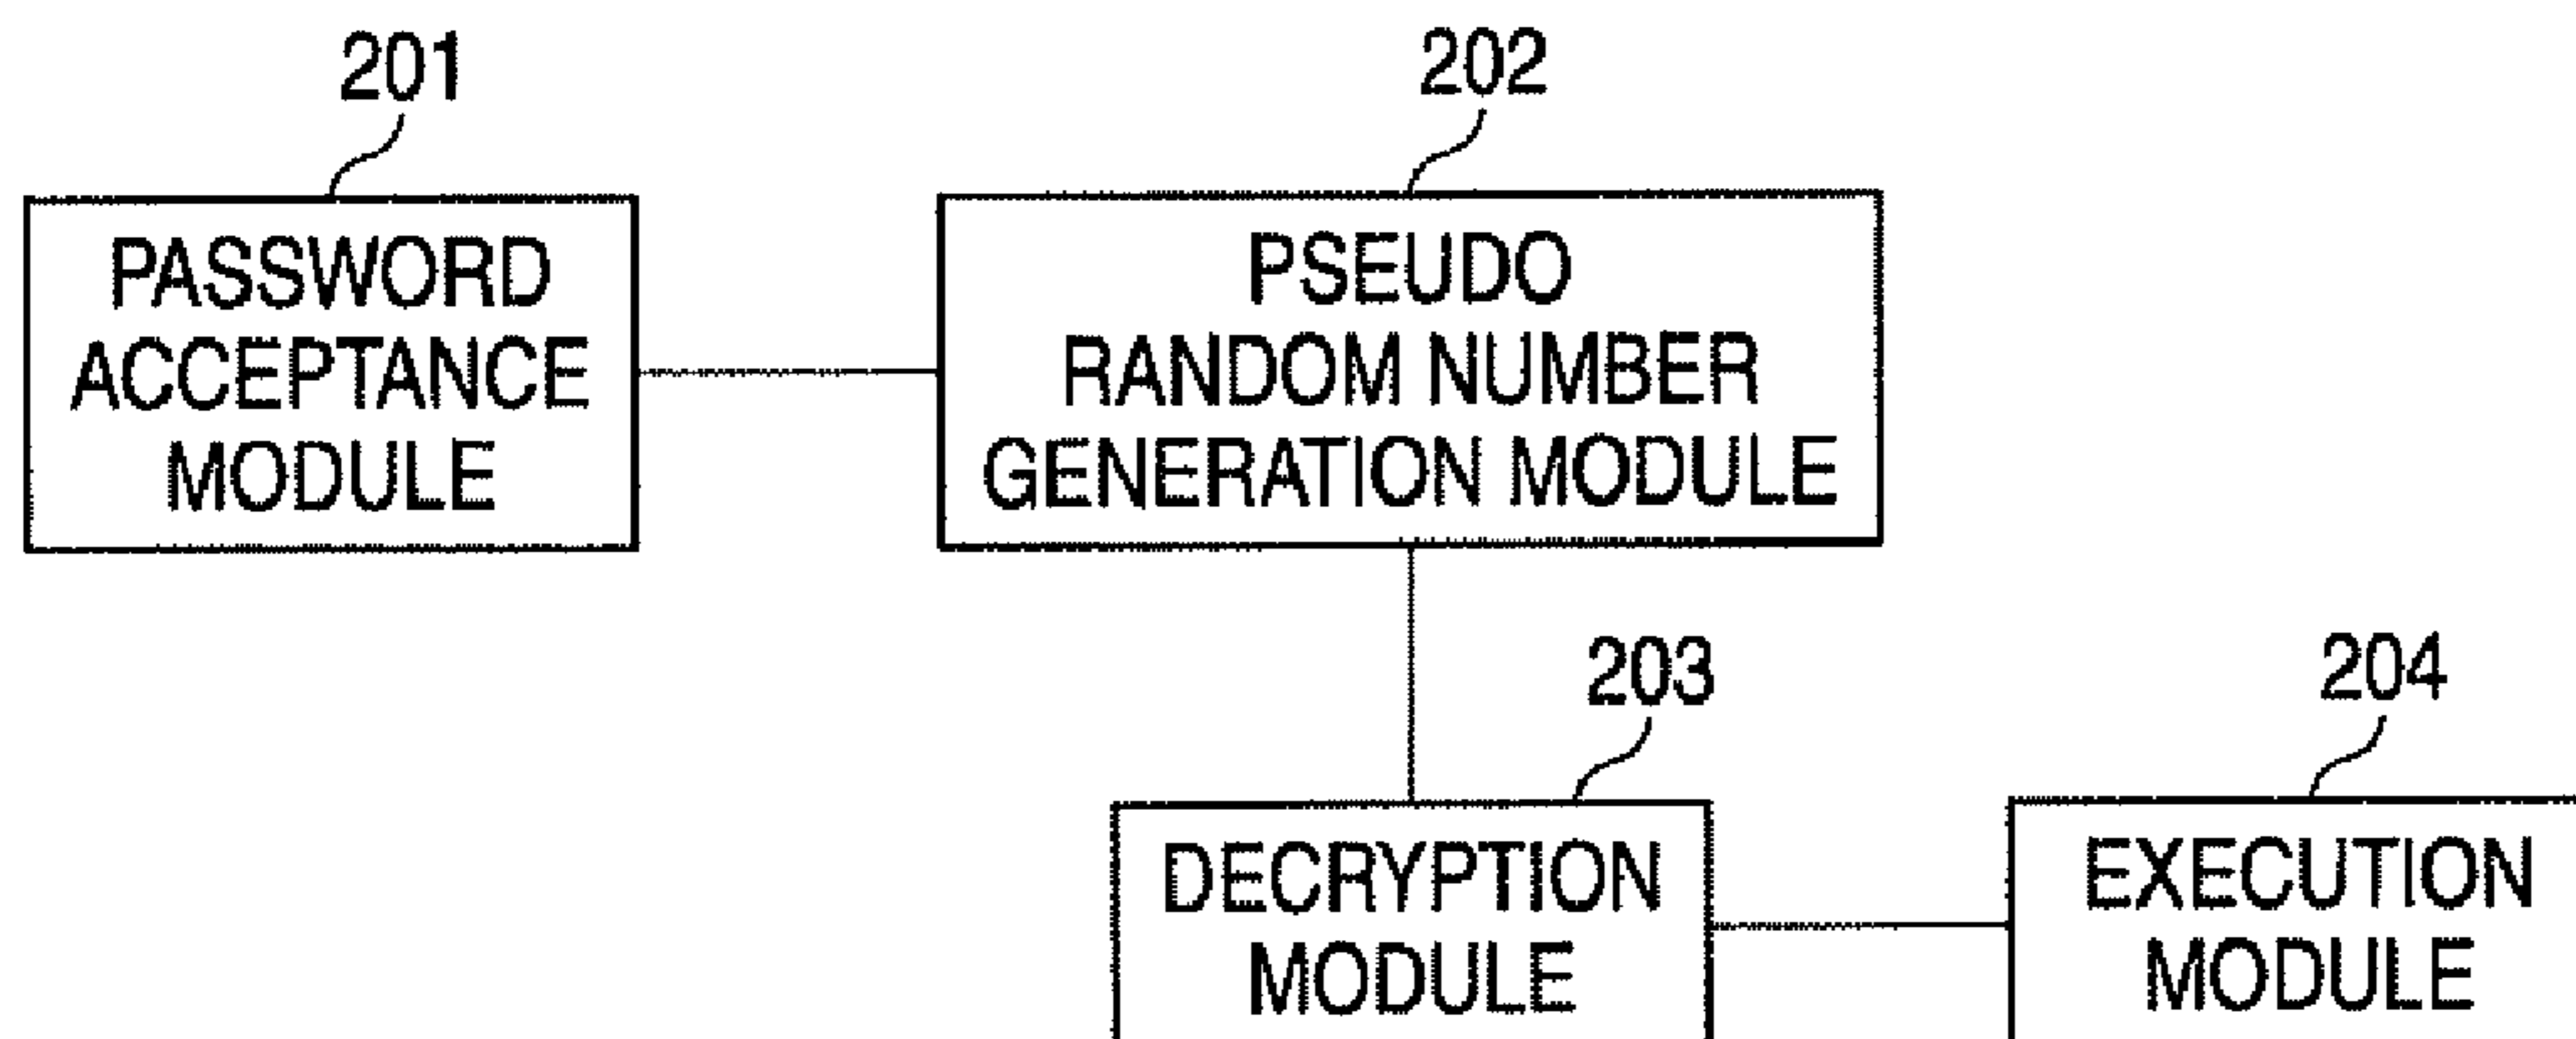 201
202
PASSWORD
ACCEPTANCE
MODULE
PSEUDO
RANDOM NUMBER
GENERATION MODULE
203
204
DECRYPTION
MODULE
EXECUTION
MODULE